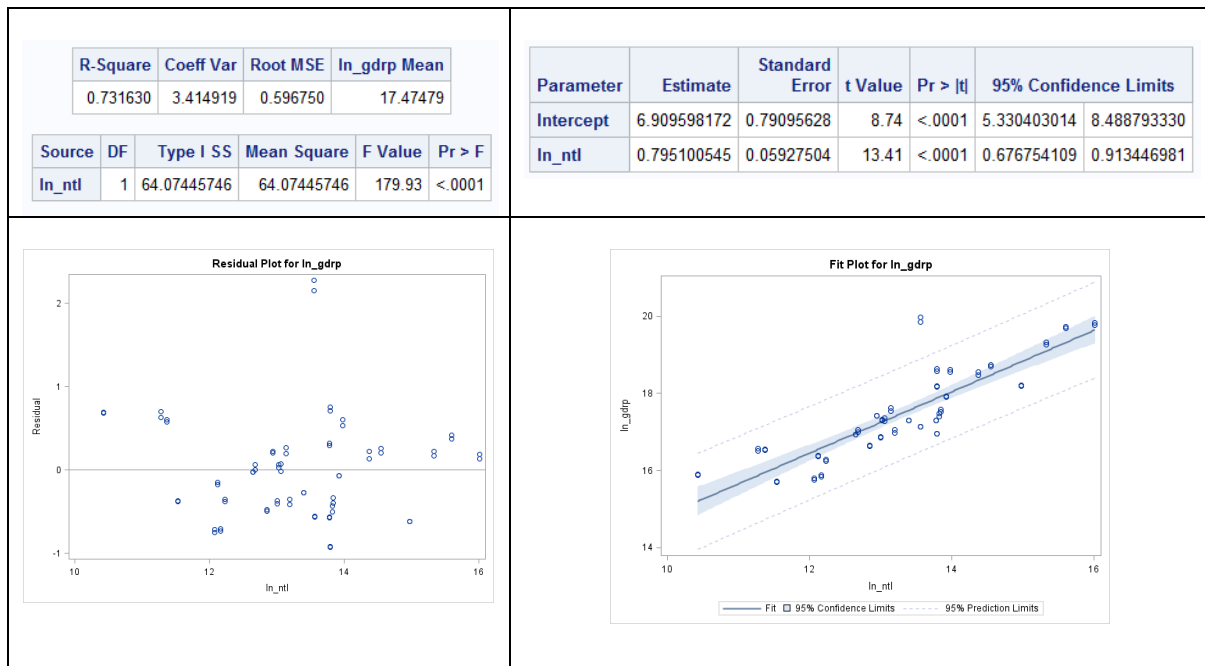 R-Square Coeff Var Root MSE ln_gdrp Mean
0.731630 3.414919 0.596750 17.47479
Source DF Type I SS Mean Square F Value Pr > F
ln_ntl 1 64.07445746 64.07445746 179.93 <.0001
Parameter Estimate Standard Error t Value Pr > |t| 95% Confidence Limits
Intercept 6.909598172 0.79095628 8.74 <.0001 5.330403014 8.488793330
ln_ntl 0.795100545 0.05927504 13.41 <.0001 0.676754109 0.913446981
Residual Plot for ln_gdrp
Residual
2
1
0
-1
10 12 14 16
ln_ntl
Fit Plot for ln_gdrp
ln_gdrp
20
18
16
14
10 12 14 16
ln_ntl
Fit 95% Confidence Limits 95% Prediction Limits